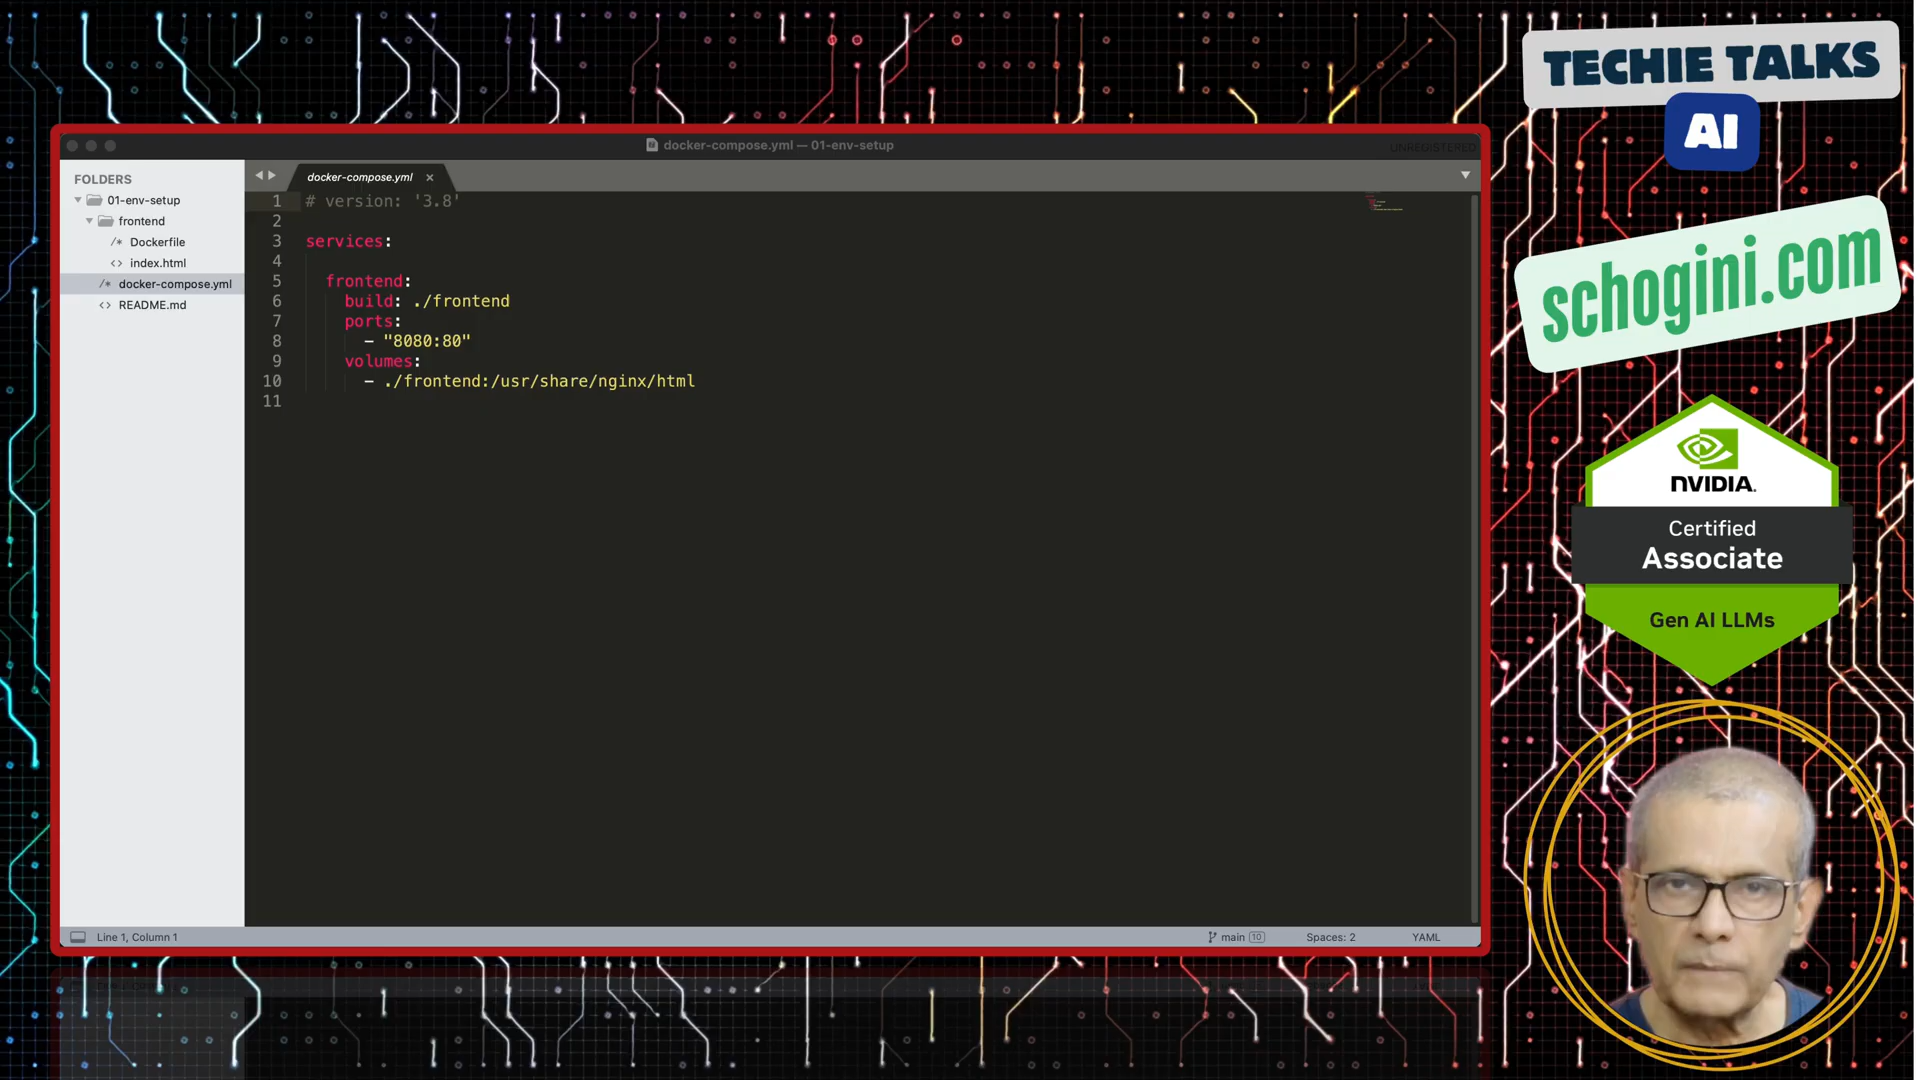 TECHIE TALKS
AI
schogini.com
NVIDIA.
Certified
Associate
Gen AI LLMs
docker-compose.yml — 01-env-setup
UNREGISTERED
FOLDERS
01-env-setup
frontend
/* Dockerfile
<> index.html
/* docker-compose.yml
<> README.md
docker-compose.yml ×
1 # version: '3.8'
2
3 services:
4
5 frontend:
6 build: ./frontend
7 ports:
8 - "8080:80"
9 volumes:
10 - ./frontend:/usr/share/nginx/html
11
Line 1, Column 1
main 10
Spaces: 2
YAML